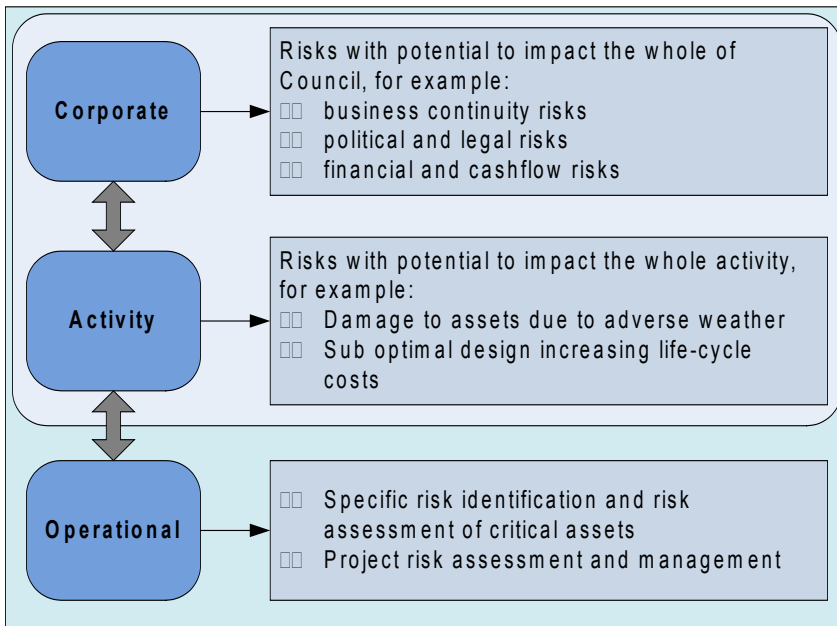 Corporate
Risks with potential to impact the whole of
Council, for example:
□□ business continuity risks
□□ political and legal risks
□□ financial and cashflow risks
Activity
Risks with potential to impact the whole activity,
for example:
□□ Damage to assets due to adverse weather
□□ Sub optimal design increasing life-cycle
costs
Operational
□□ Specific risk identification and risk
assessment of critical assets
□□ Project risk assessment and management